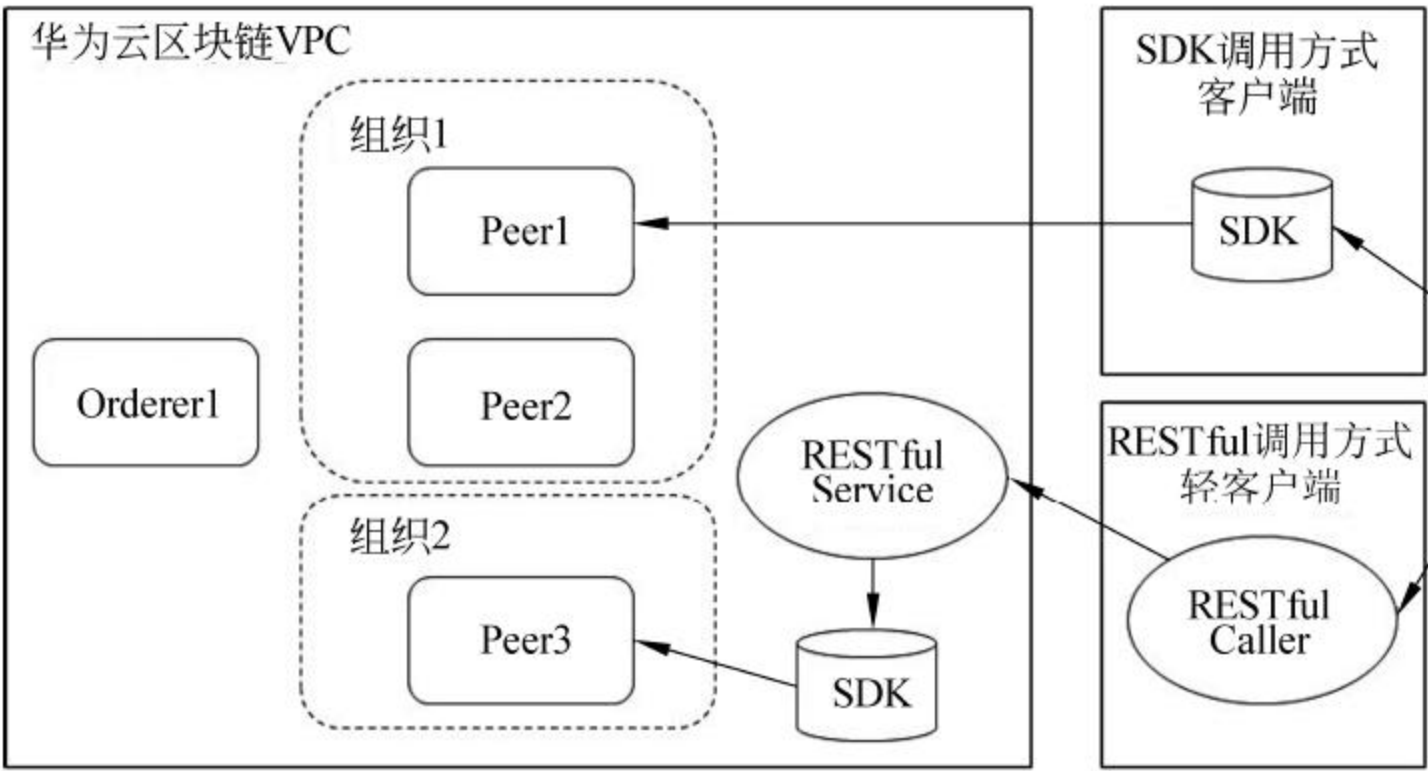 华为云区块链VPC
组织1
Peer1
Peer2
Orderer1
组织2
Peer3
RESTful
Service
SDK
SDK调用方式
客户端
SDK
RESTful调用方式
轻客户端
RESTful
Caller